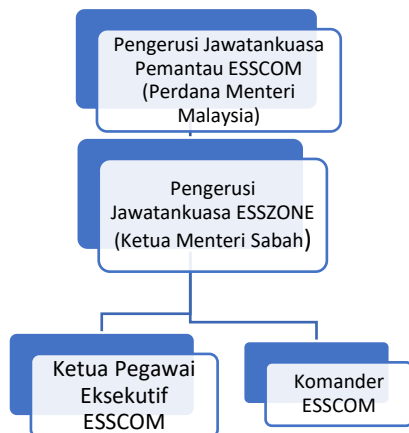 Pengerusi Jawatankuasa
Pemantau ESSCOM
(Perdana Menteri
Malaysia)
Pengerusi
Jawatankuasa ESSZONE
(Ketua Menteri Sabah)
Ketua Pegawai
Eksekutif
ESSCOM
Komander
ESSCOM